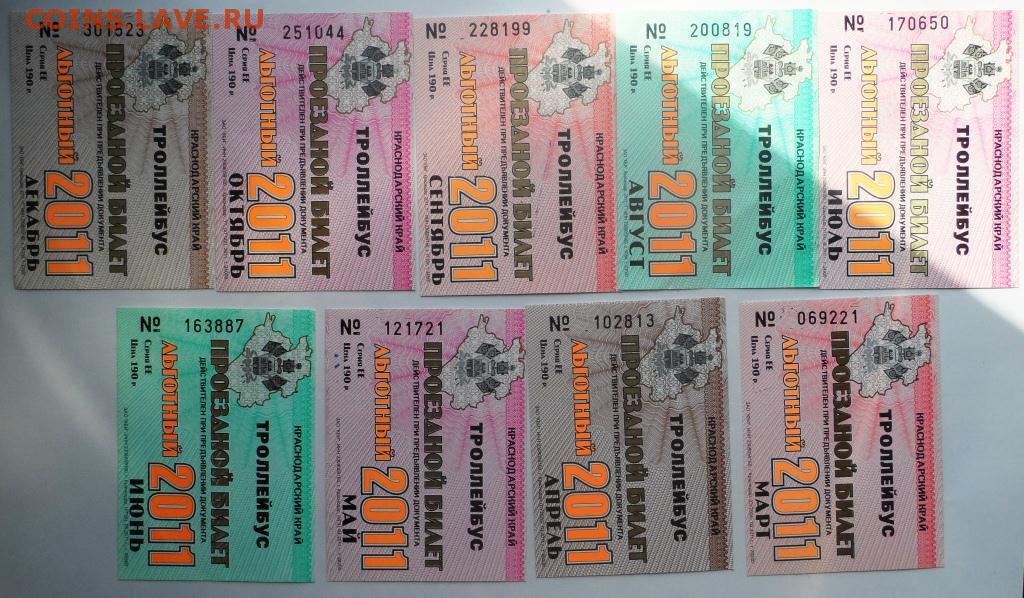 COINS.LAVE.RU
№ 301523
Серия ЕЕ
Цена 190 р.
КРАСНОДАРСКИЙ КРАЙ
ТРОЛЛЕЙБУС
ПРОЕЗДНОЙ БИЛЕТ
ДЕЙСТВИТЕЛЕН ПРИ ПРЕДЪЯВЛЕНИИ ДОКУМЕНТА
ЛЬГОТНЫЙ 2011
ДЕКАБРЬ
№ 251044
Серия ЕЕ
Цена 190 р.
КРАСНОДАРСКИЙ КРАЙ
ТРОЛЛЕЙБУС
ПРОЕЗДНОЙ БИЛЕТ
ДЕЙСТВИТЕЛЕН ПРИ ПРЕДЪЯВЛЕНИИ ДОКУМЕНТА
ЛЬГОТНЫЙ 2011
ОКТЯБРЬ
№ 228199
Серия ЕЕ
Цена 190 р.
КРАСНОДАРСКИЙ КРАЙ
ТРОЛЛЕЙБУС
ПРОЕЗДНОЙ БИЛЕТ
ДЕЙСТВИТЕЛЕН ПРИ ПРЕДЪЯВЛЕНИИ ДОКУМЕНТА
ЛЬГОТНЫЙ 2011
СЕНТЯБРЬ
№ 200819
Серия ЕЕ
Цена 190 р.
КРАСНОДАРСКИЙ КРАЙ
ТРОЛЛЕЙБУС
ПРОЕЗДНОЙ БИЛЕТ
ДЕЙСТВИТЕЛЕН ПРИ ПРЕДЪЯВЛЕНИИ ДОКУМЕНТА
ЛЬГОТНЫЙ 2011
АВГУСТ
№ 170650
Серия ЕЕ
Цена 190 р.
КРАСНОДАРСКИЙ КРАЙ
ТРОЛЛЕЙБУС
ПРОЕЗДНОЙ БИЛЕТ
ДЕЙСТВИТЕЛЕН ПРИ ПРЕДЪЯВЛЕНИИ ДОКУМЕНТА
ЛЬГОТНЫЙ 2011
ИЮЛЬ
№ 163887
Серия ЕЕ
Цена 190 р.
КРАСНОДАРСКИЙ КРАЙ
ТРОЛЛЕЙБУС
ПРОЕЗДНОЙ БИЛЕТ
ДЕЙСТВИТЕЛЕН ПРИ ПРЕДЪЯВЛЕНИИ ДОКУМЕНТА
ЛЬГОТНЫЙ 2011
ИЮНЬ
№ 121721
Серия ЕЕ
Цена 190 р.
КРАСНОДАРСКИЙ КРАЙ
ТРОЛЛЕЙБУС
ПРОЕЗДНОЙ БИЛЕТ
ДЕЙСТВИТЕЛЕН ПРИ ПРЕДЪЯВЛЕНИИ ДОКУМЕНТА
ЛЬГОТНЫЙ 2011
МАЙ
№ 102813
Серия ЕЕ
Цена 190 р.
КРАСНОДАРСКИЙ КРАЙ
ТРОЛЛЕЙБУС
ПРОЕЗДНОЙ БИЛЕТ
ДЕЙСТВИТЕЛЕН ПРИ ПРЕДЪЯВЛЕНИИ ДОКУМЕНТА
ЛЬГОТНЫЙ 2011
АПРЕЛЬ
№ 069221
Серия ЕЕ
Цена 190 р.
КРАСНОДАРСКИЙ КРАЙ
ТРОЛЛЕЙБУС
ПРОЕЗДНОЙ БИЛЕТ
ДЕЙСТВИТЕЛЕН ПРИ ПРЕДЪЯВЛЕНИИ ДОКУМЕНТА
ЛЬГОТНЫЙ 2011
МАРТ